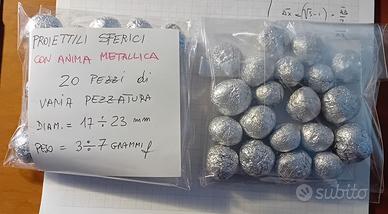 PROIETTILI SFERICI
CON ANIMA METALLICA
20 PEZZI di
VARIA PEZZATURA
DIAM. = 17 ÷ 23 mm
PESO = 3 ÷ 7 GRAMMI f
subito